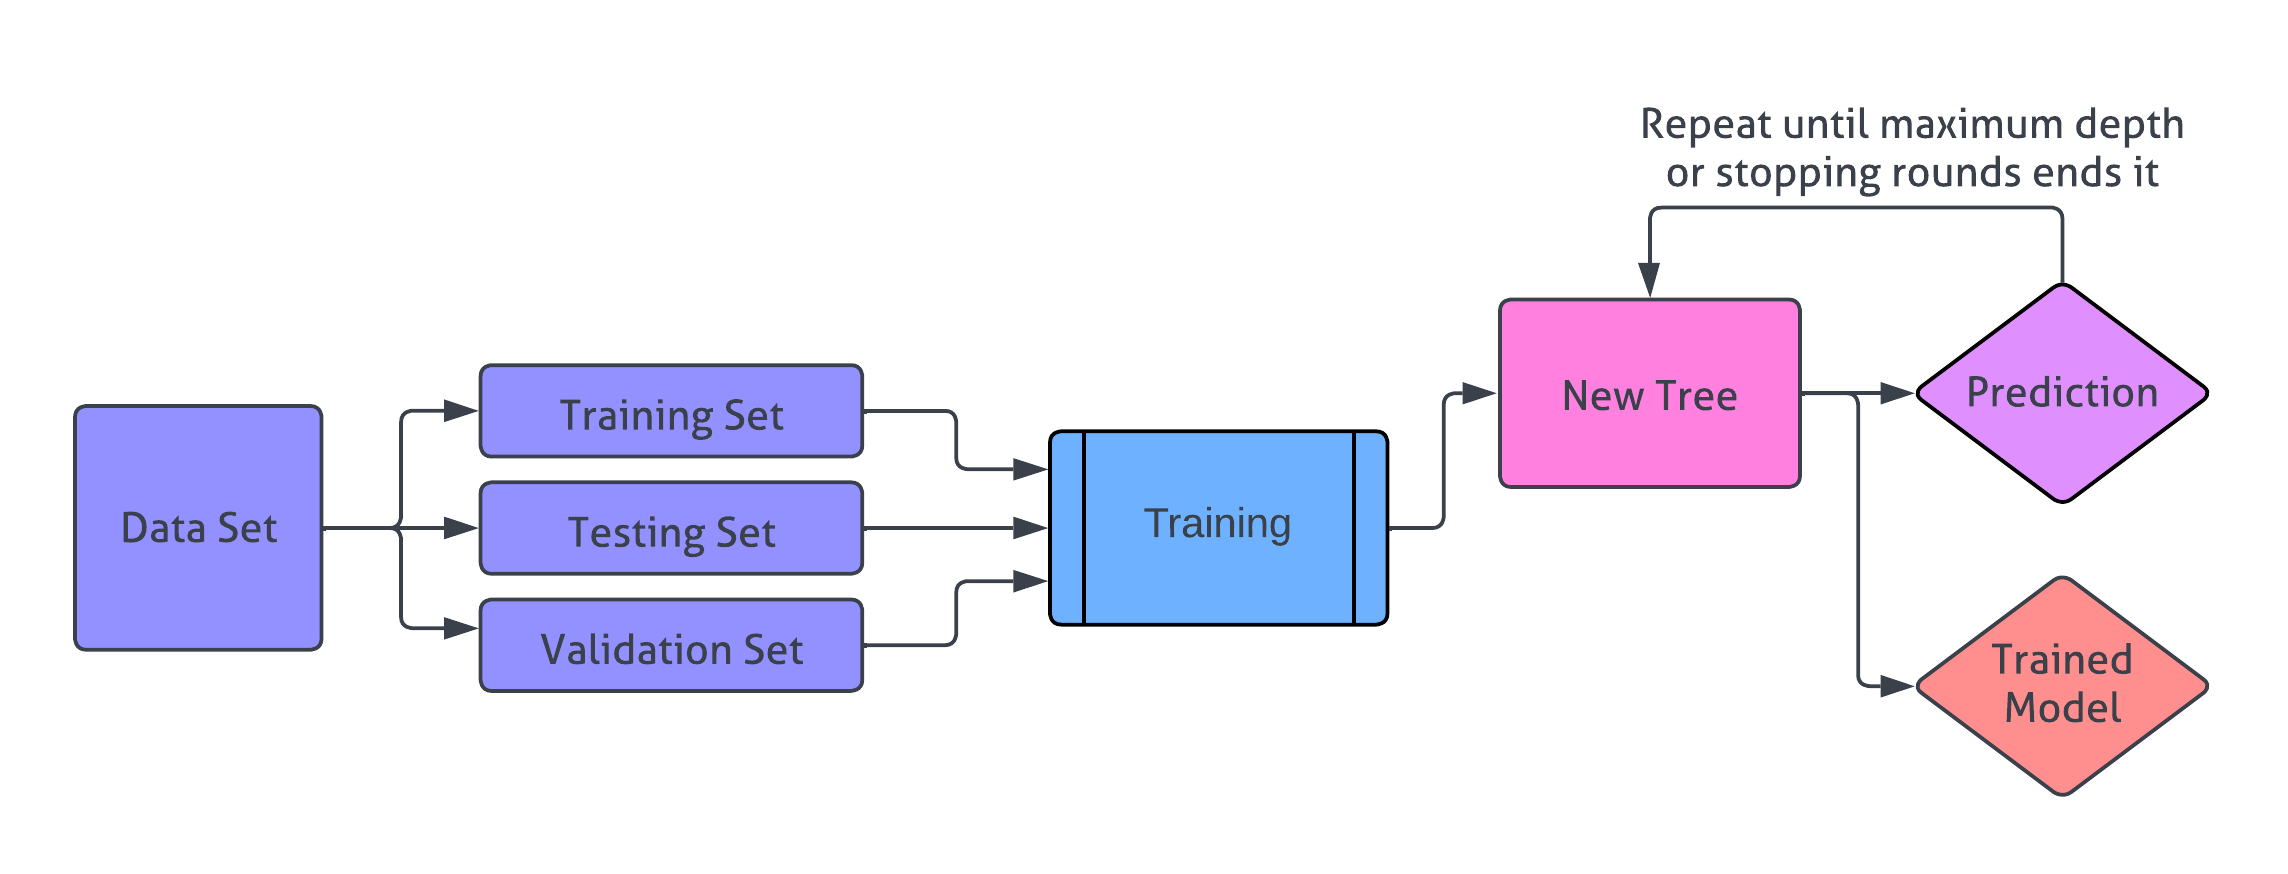 Repeat until maximum depth
or stopping rounds ends it
Data Set
Training Set
Testing Set
Validation Set
Training
New Tree
Prediction
Trained
Model